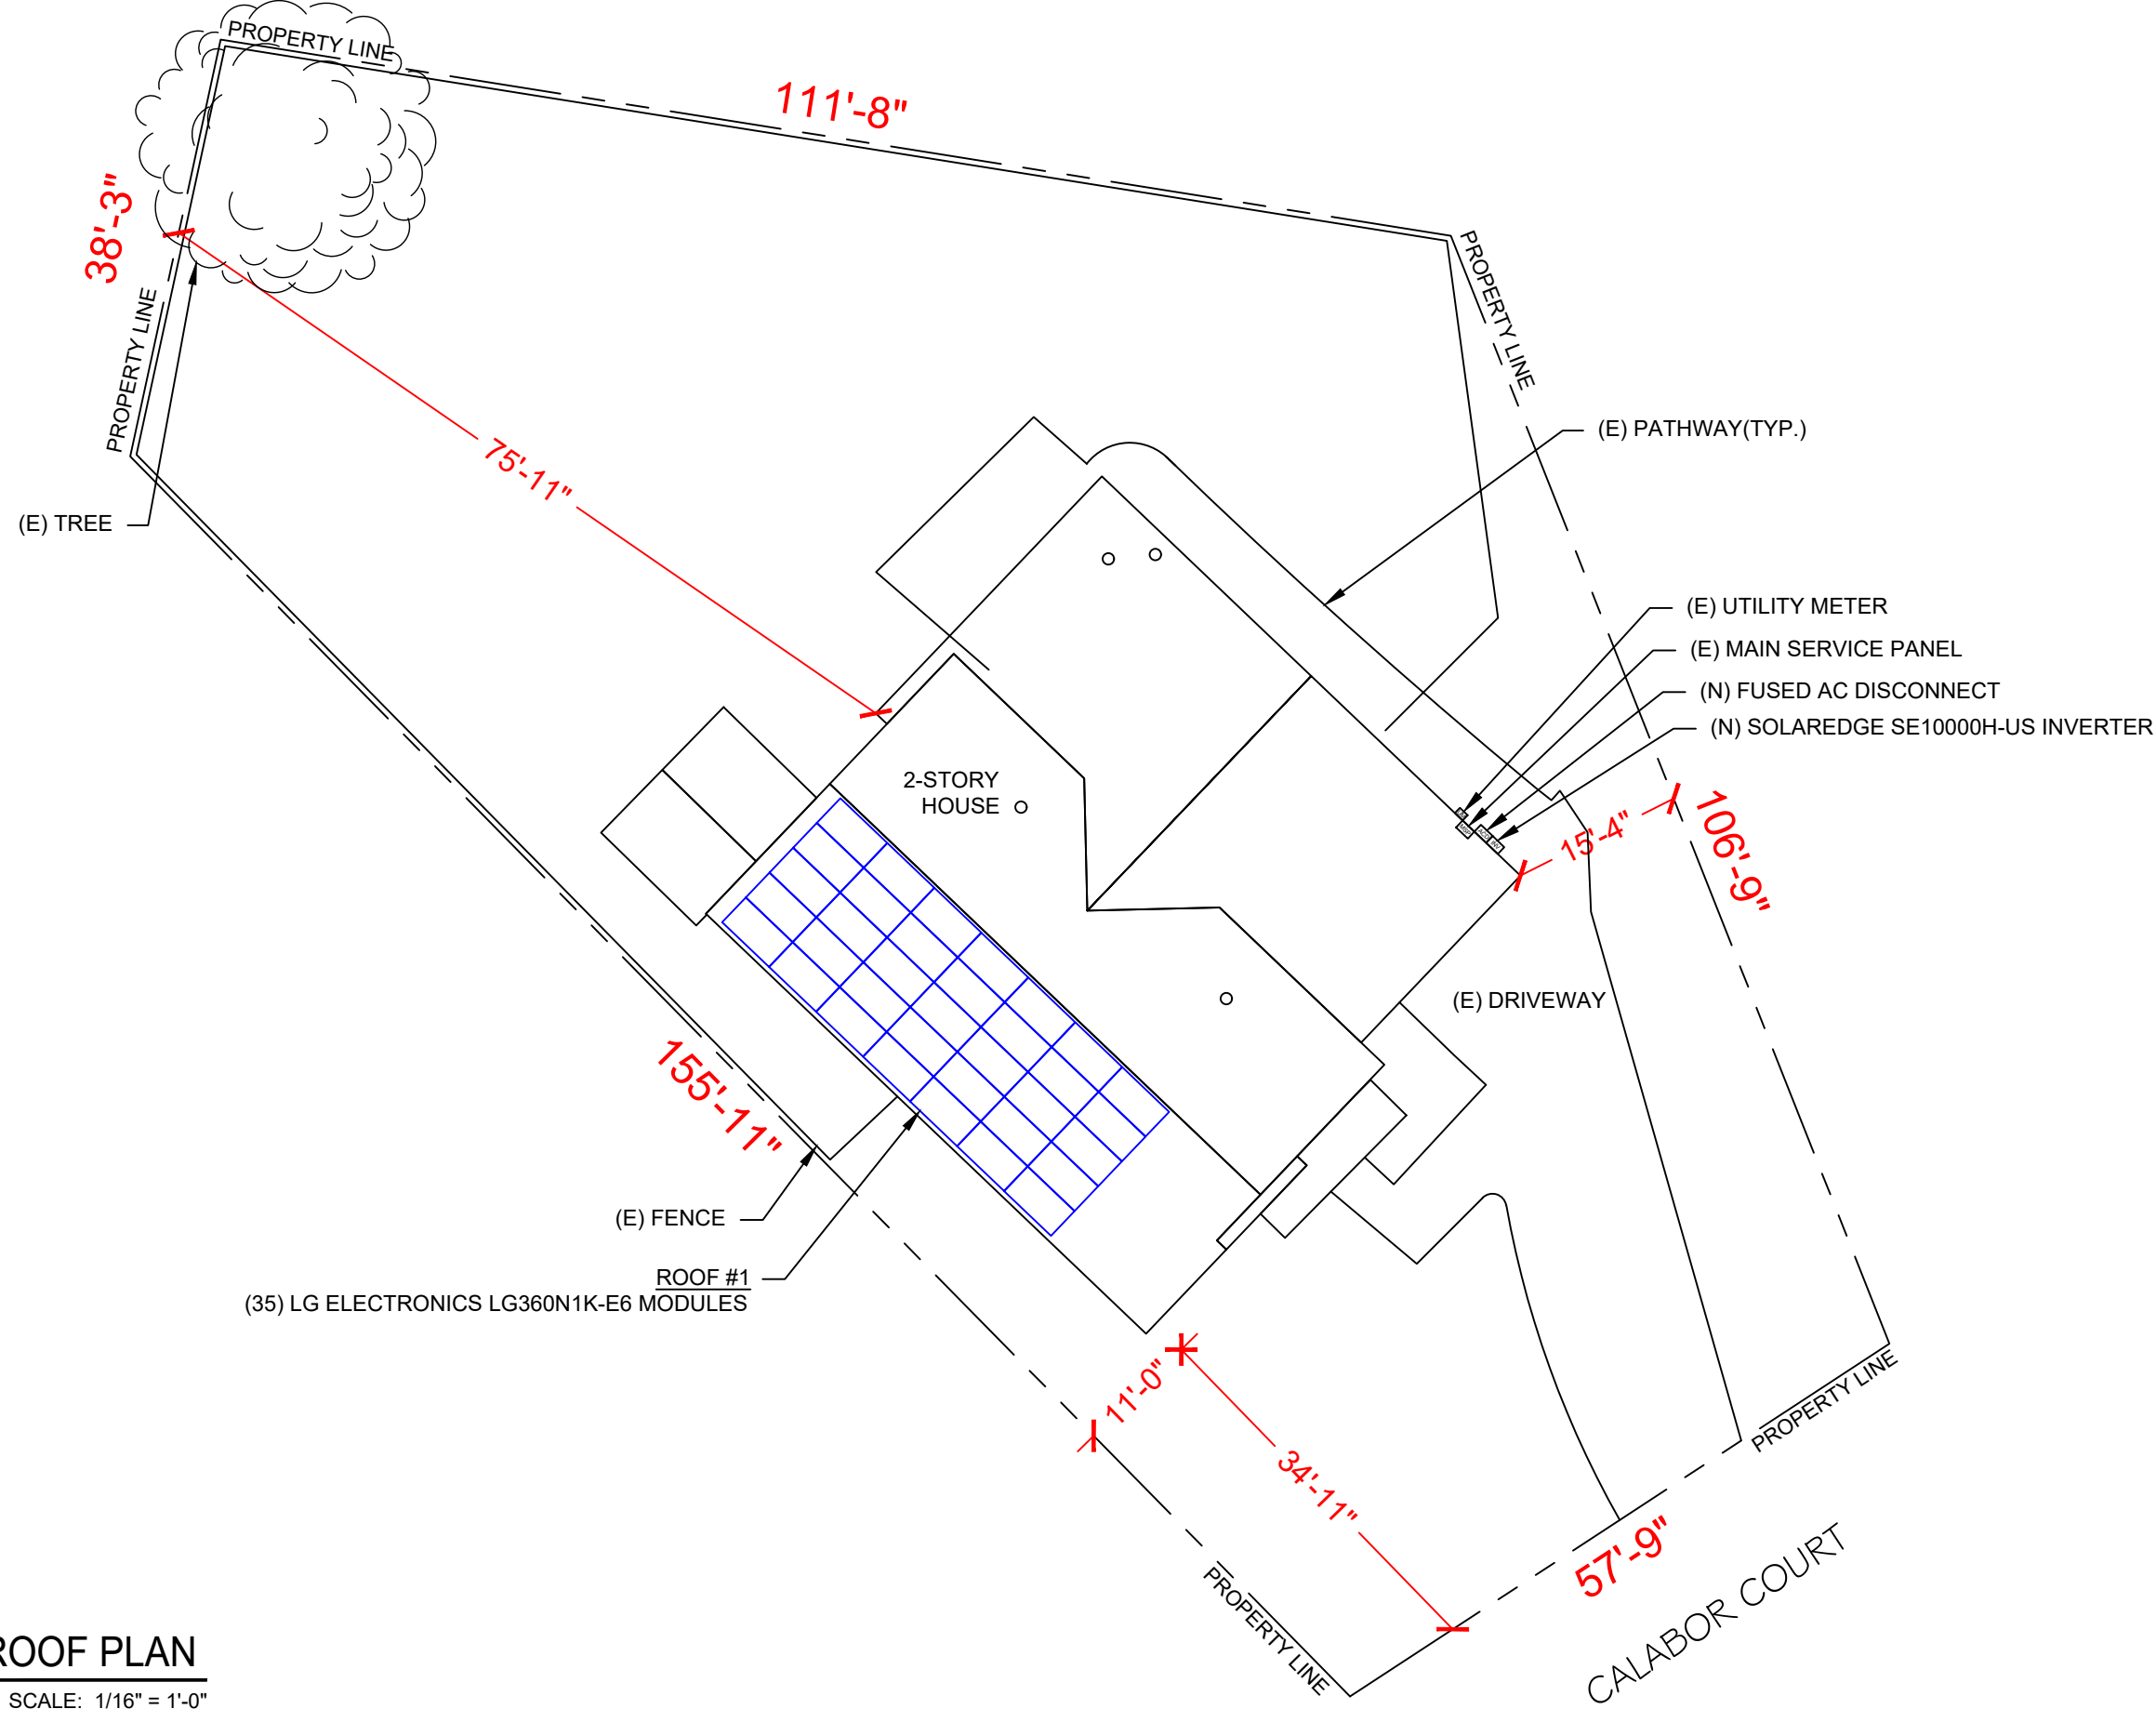 PROPERTY LINE
111'-8"
38'-3"
PROPERTY LINE
PROPERTY LINE
(E) PATHWAY(TYP.)
75'-11"
(E) TREE
(E) UTILITY METER
(E) MAIN SERVICE PANEL
(N) FUSED AC DISCONNECT
(N) SOLAREDGE SE10000H-US INVERTER
2-STORY
HOUSE
15'-4"
106'-9"
(E) DRIVEWAY
155'-11"
(E) FENCE
ROOF #1
(35) LG ELECTRONICS LG360N1K-E6 MODULES
11'-0"
34'-11"
PROPERTY LINE
57'-9"
PROPERTY LINE
CALABOR COURT
ROOF PLAN
SCALE: 1/16" = 1'-0"